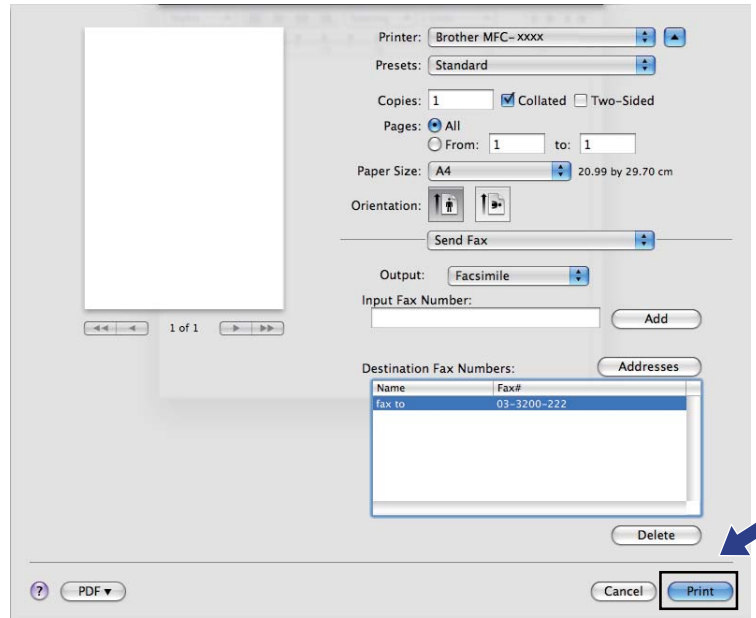 Printer: Brother MFC-xxxx
Presets: Standard
Copies: 1 Collated Two-Sided
Pages: All
From: 1 to: 1
Paper Size: A4 20.99 by 29.70 cm
Orientation:
Send Fax
Output: Facsimile
Input Fax Number:
Add
1 of 1
Destination Fax Numbers: Addresses
Name Fax#
fax to 03-3200-222
Delete
? PDF Cancel Print